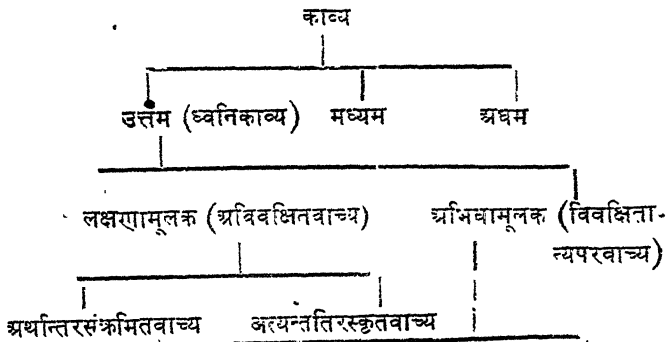 काव्य
उत्तम (ध्वनिकाव्य) मध्यम अधम
लक्षणामूलक (अविवक्षितवाच्य) अभिधामूलक (विवक्षिता-
न्यपरवाच्य)
अर्थान्तरसंक्रमितवाच्य अत्यन्ततिरस्कृतवाच्य